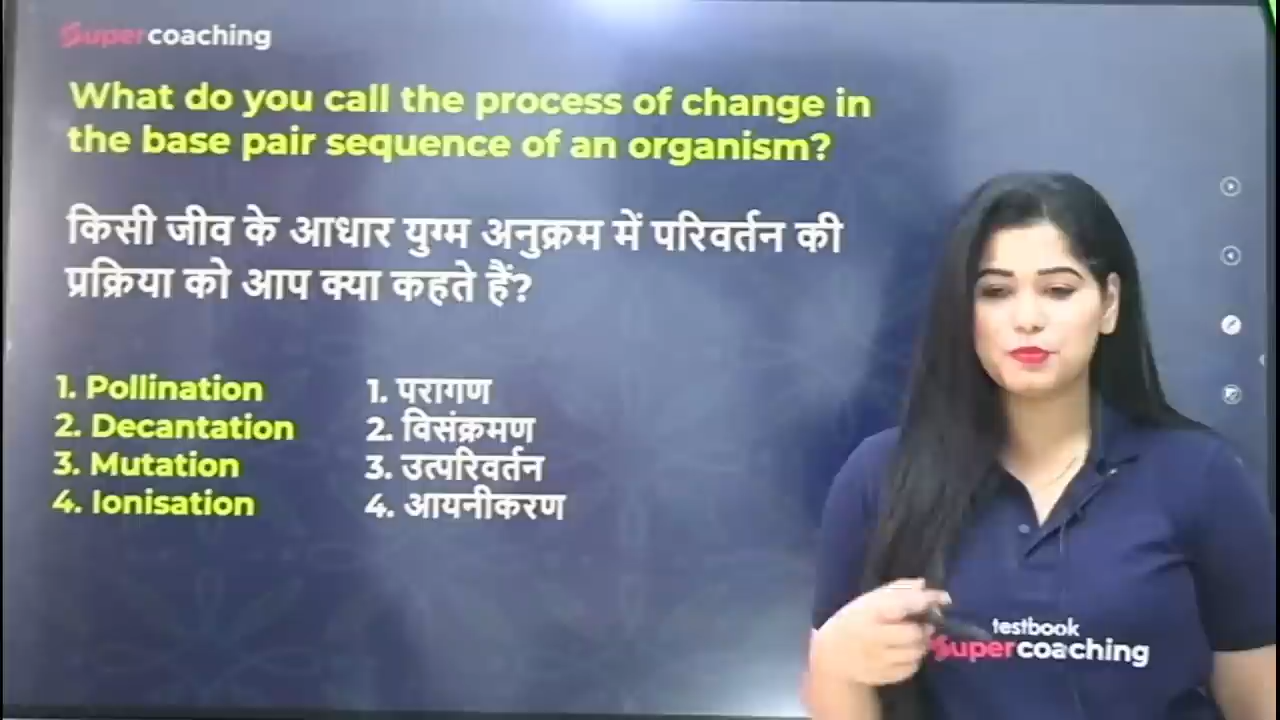 Supercoaching
What do you call the process of change in
the base pair sequence of an organism?
किसी जीव के आधार युग्म अनुक्रम में परिवर्तन की
प्रक्रिया को आप क्या कहते हैं?
1. Pollination
2. Decantation
3. Mutation
4. Ionisation
1. परागण
2. विसंक्रमण
3. उत्परिवर्तन
4. आयनीकरण
testbook
Supercoaching